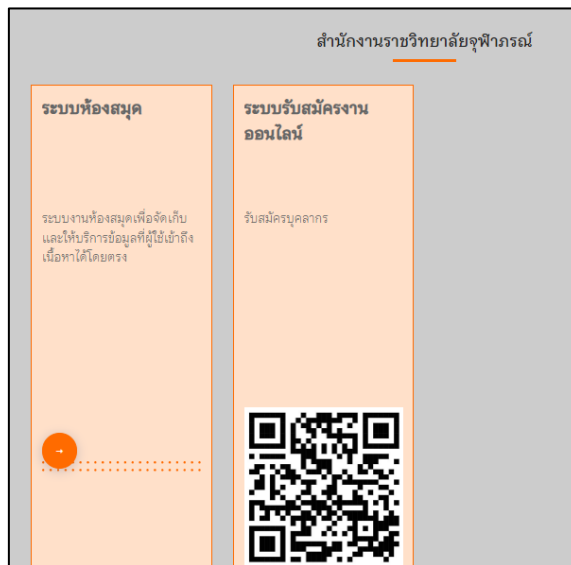 สำนักงานราชวิทยาลัยจุฬาภรณ์
ระบบห้องสมุด
ระบบงานห้องสมุดเพื่อจัดเก็บ
และให้บริการข้อมูลที่ผู้ใช้เข้าถึง
เนื้อหาได้โดยตรง
→
ระบบรับสมัครงาน
ออนไลน์
รับสมัครบุคลากร